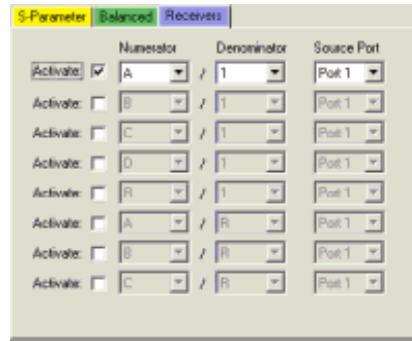 S-Parameter Balanced Receivers
Numerator Denominator Source Port
Activate: A / 1 Port 1
Activate: B / 1 Port 1
Activate: C / 1 Port 1
Activate: D / 1 Port 1
Activate: R / 1 Port 1
Activate: A / R Port 1
Activate: B / R Port 1
Activate: C / R Port 1